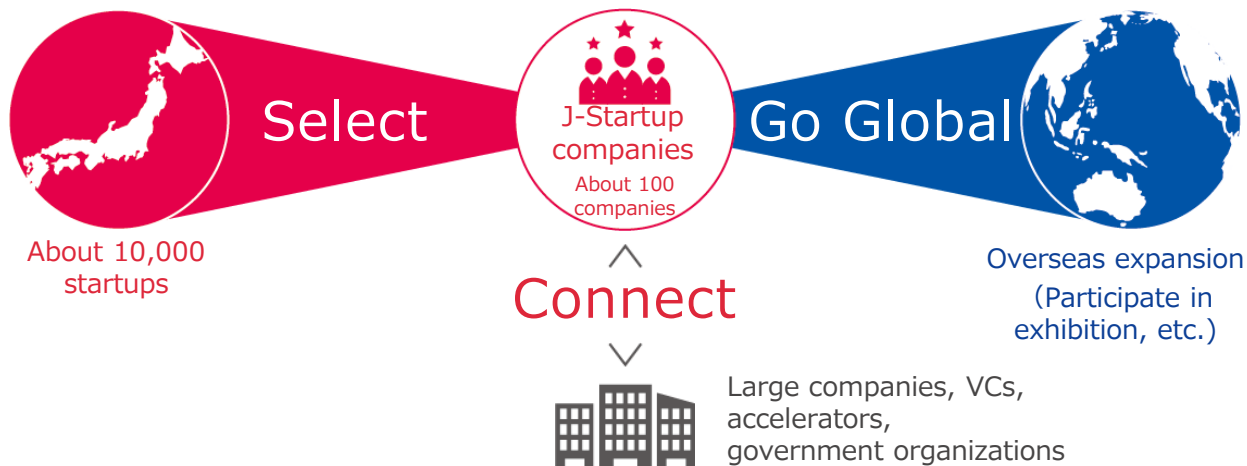 Select
J-Startup
companies
About 100
companies
Go Global
About 10,000
startups
Connect
Overseas expansion
（Participate in
exhibition, etc.）
Large companies, VCs,
accelerators,
government organizations